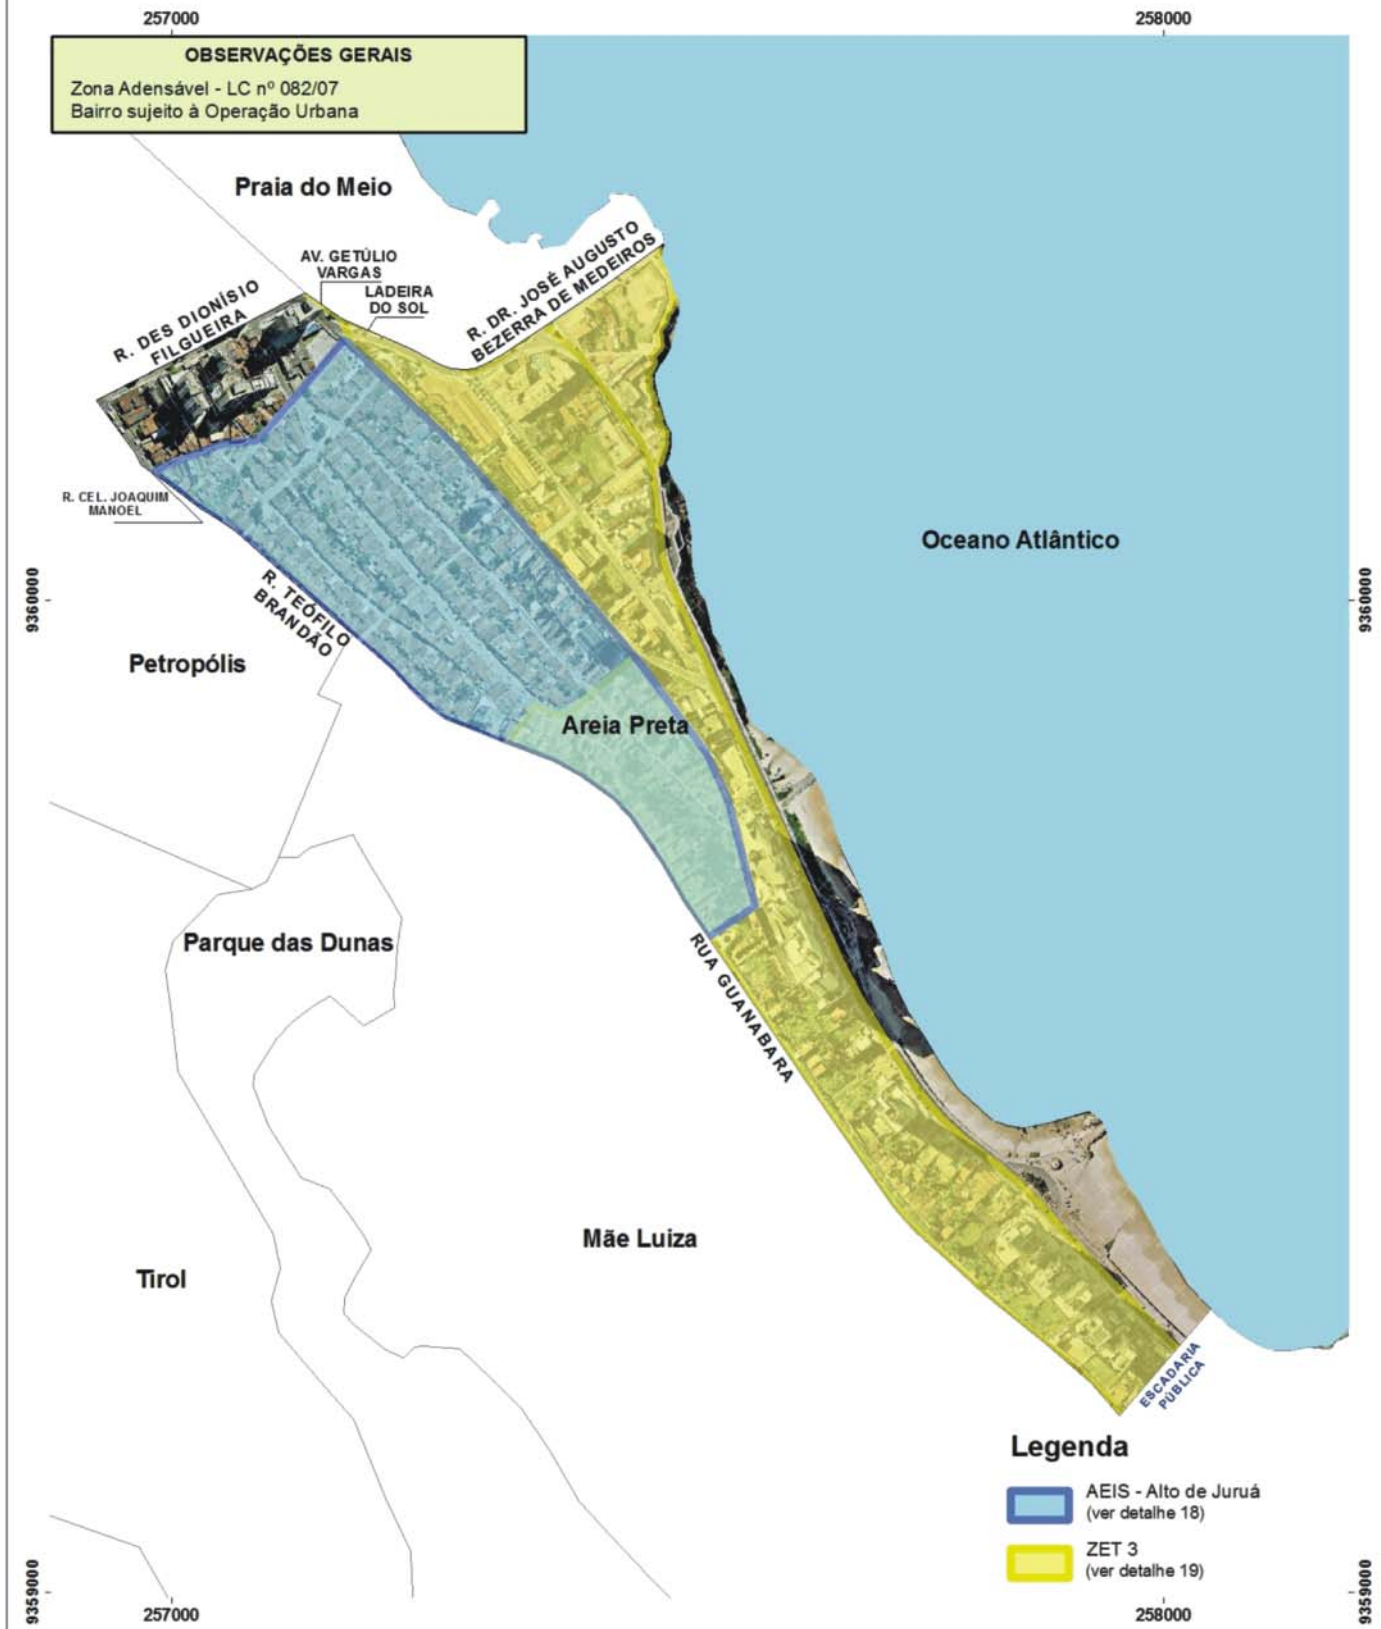 257000
258000
OBSERVAÇÕES GERAIS
Zona Adensável - LC nº 082/07
Bairro sujeito à Operação Urbana
Praia do Meio
AV. GETÚLIO
VARGAS
LADEIRA
DO SOL
R. DR. JOSÉ AUGUSTO
BEZERRA DE MEDEIROS
R. DES DIONÍSIO
FILGUEIRA
R. CEL. JOAQUIM
MANOEL
Oceano Atlântico
9360000
9360000
R. TEÓFILO
BRANDÃO
Petropólis
Areia Preta
Parque das Dunas
RUA GUANABARA
Mãe Luiza
Tirol
ESCADARIA
PÚBLICA
Legenda
AEIS - Alto de Juruá
(ver detalhe 18)
ZET 3
(ver detalhe 19)
9359000
9359000
257000
258000